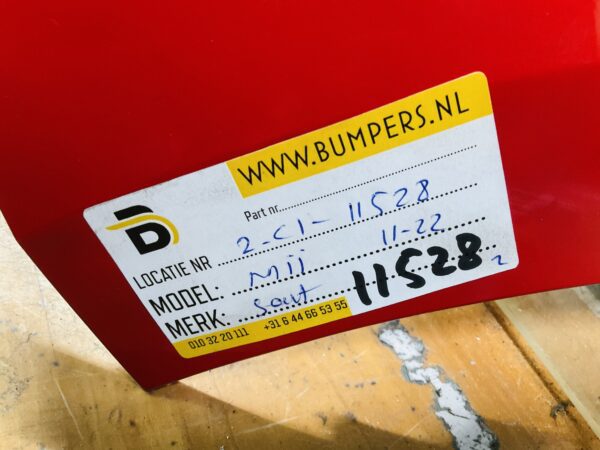 WWW.BUMPERS.NL
Part nr.
LOCATIE NR 2-C1-11528
MODEL: Mii 11-22
MERK: Seat 11528 2
010 32 20 111 +31 6 44 66 53 55